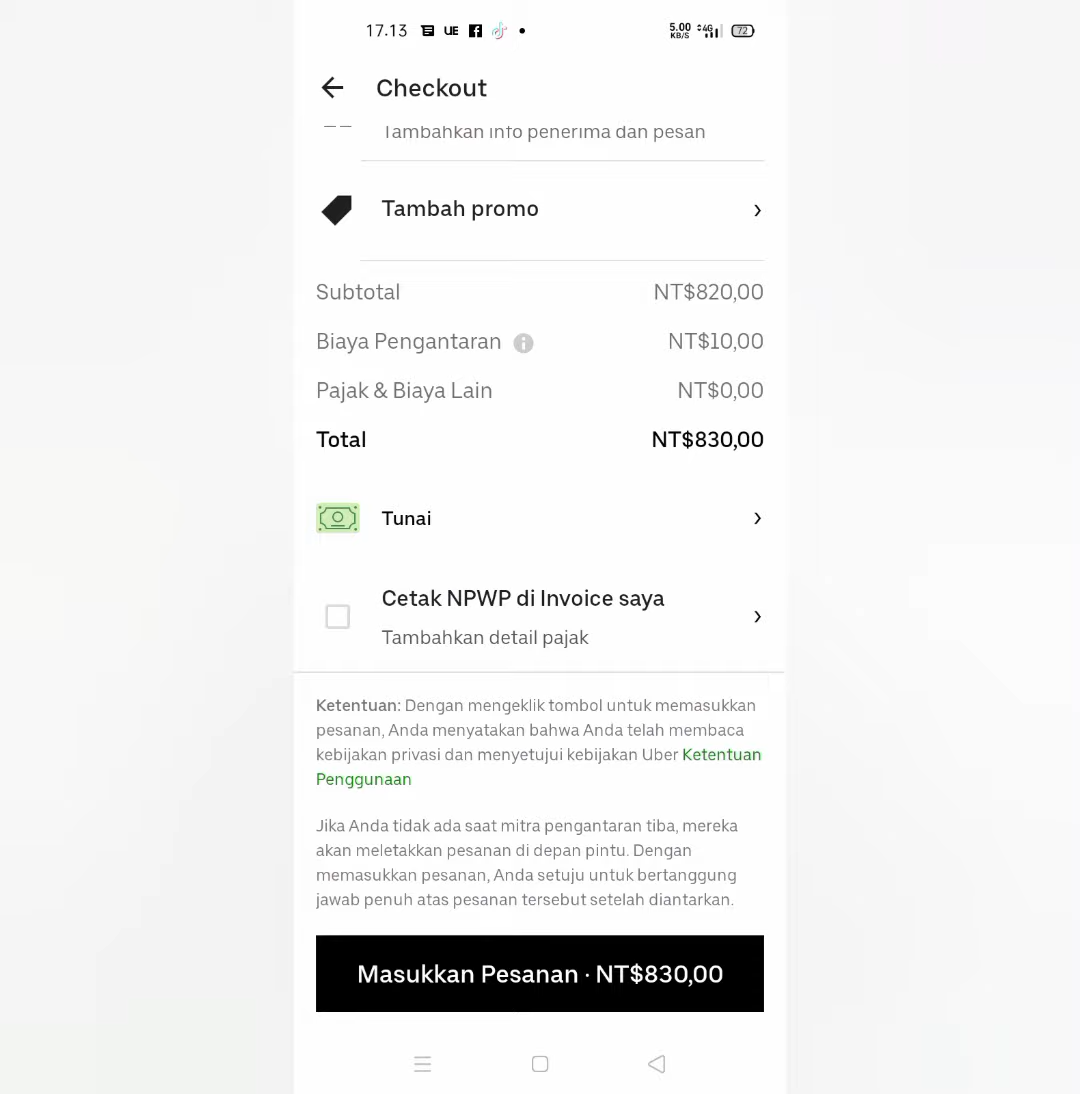 17.13 UE 5.00 KB/S 4G 72
Checkout
Tambahkan info penerima dan pesan
Tambah promo
Subtotal NT$820,00
Biaya Pengantaran NT$10,00
Pajak & Biaya Lain NT$0,00
Total NT$830,00
Tunai
Cetak NPWP di Invoice saya
Tambahkan detail pajak
Ketentuan: Dengan mengeklik tombol untuk memasukkan
pesanan, Anda menyatakan bahwa Anda telah membaca
kebijakan privasi dan menyetujui kebijakan Uber Ketentuan
Penggunaan
Jika Anda tidak ada saat mitra pengantaran tiba, mereka
akan meletakkan pesanan di depan pintu. Dengan
memasukkan pesanan, Anda setuju untuk bertanggung
jawab penuh atas pesanan tersebut setelah diantarkan.
Masukkan Pesanan · NT$830,00